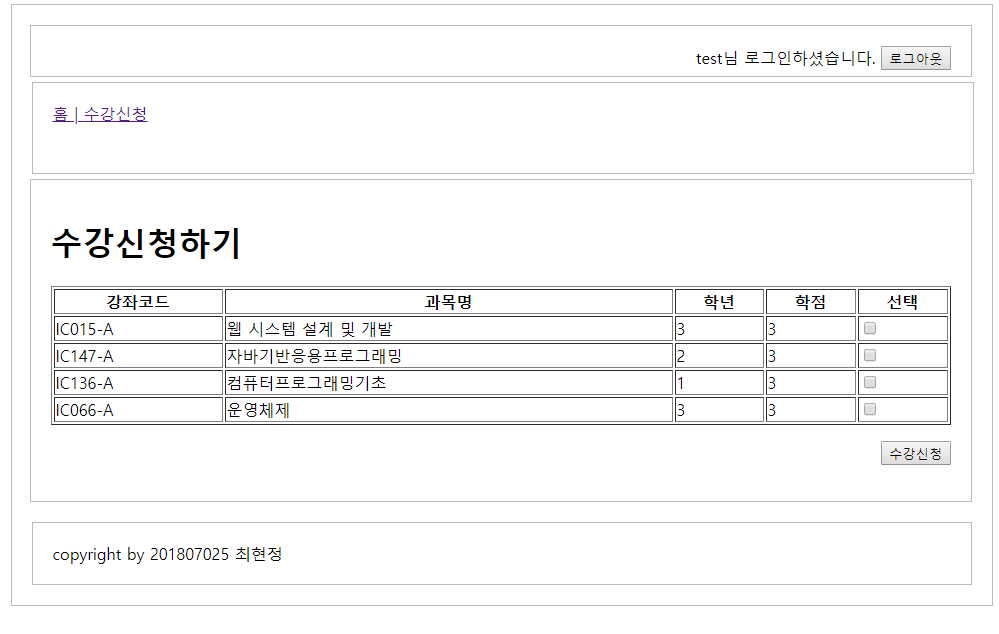 test님 로그인하셨습니다. 로그아웃
홈 | 수강신청
수강신청하기
강좌코드 과목명 학년 학점 선택
IC015-A 웹 시스템 설계 및 개발 3 3
IC147-A 자바기반응용프로그래밍 2 3
IC136-A 컴퓨터프로그래밍기초 1 3
IC066-A 운영체제 3 3
수강신청
copyright by 201807025 최현정